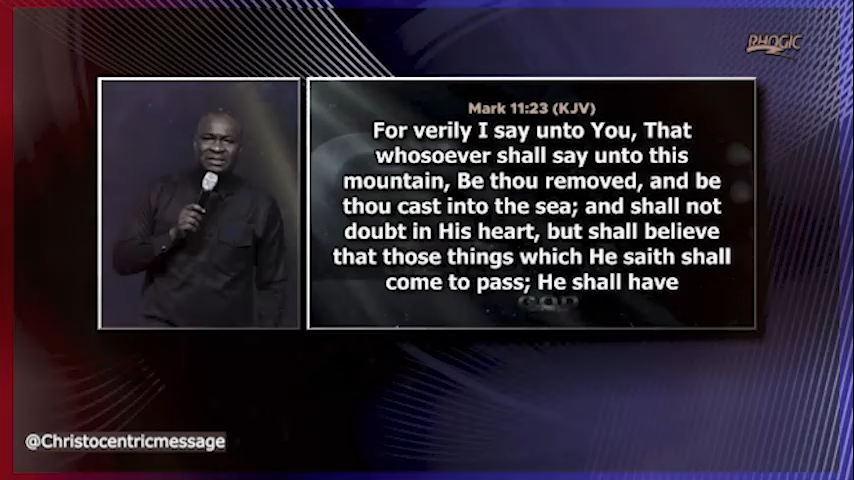 RHOGIC
Mark 11:23 (KJV)
For verily I say unto You, That
whosoever shall say unto this
mountain, Be thou removed, and be
thou cast into the sea; and shall not
doubt in His heart, but shall believe
that those things which He saith shall
come to pass; He shall have
GOD
@Christocentricmessage